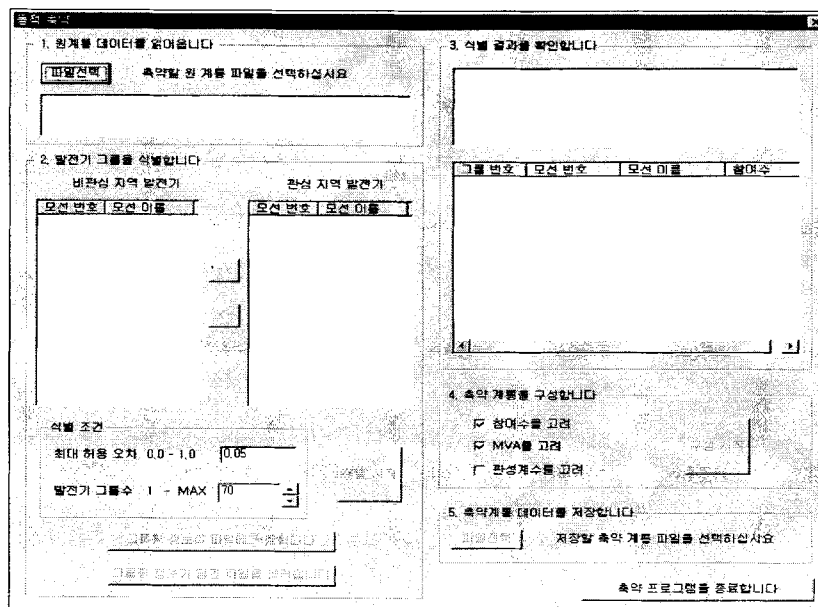 동적 축약
1. 원계통 데이터를 읽어옵니다
파일선택 축약할 원 계통 파일을 선택하십시요
2. 발전기 그룹을 식별합니다
비관심 지역 발전기 관심 지역 발전기
모선 번호 모선 이름 모선 번호 모선 이름
식별 조건
최대 허용 오차 0.0 - 1.0 0.05
발전기 그룹수 1 - MAX 70
3. 식별 결과를 확인합니다
그룹 번호 모선 번호 모선 이름 참여수
4. 축약 계통을 구성합니다
참여수를 고려
MVA를 고려
관성계수를 고려
5. 축약계통 데이터를 저장합니다
파일선택 저장할 축약 계통 파일을 선택하십시요
축약 프로그램을 종료합니다